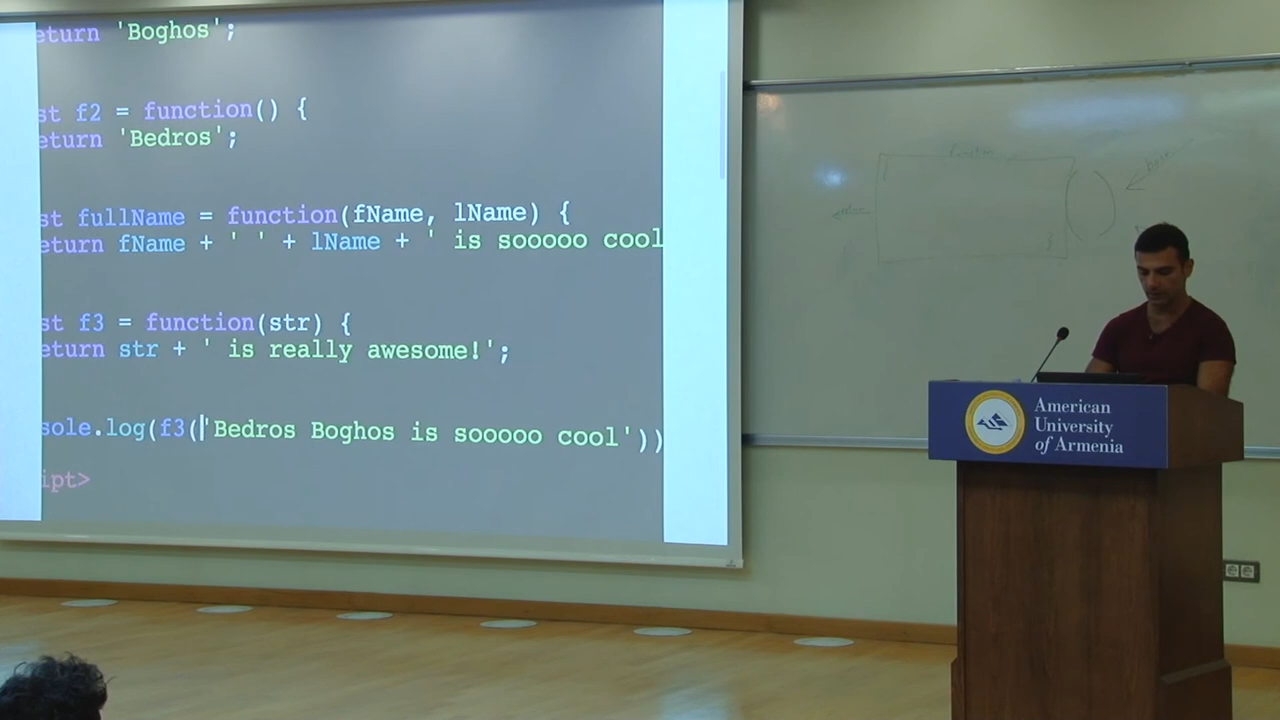 eturn 'Boghos';
st f2 = function() {
eturn 'Bedros';
st fullName = function(fName, lName) {
eturn fName + ' ' + lName + ' is sooooo cool
st f3 = function(str) {
eturn str + ' is really awesome!';
sole.log(f3('Bedros Boghos is sooooo cool'))
ipt>
American
University
of Armenia